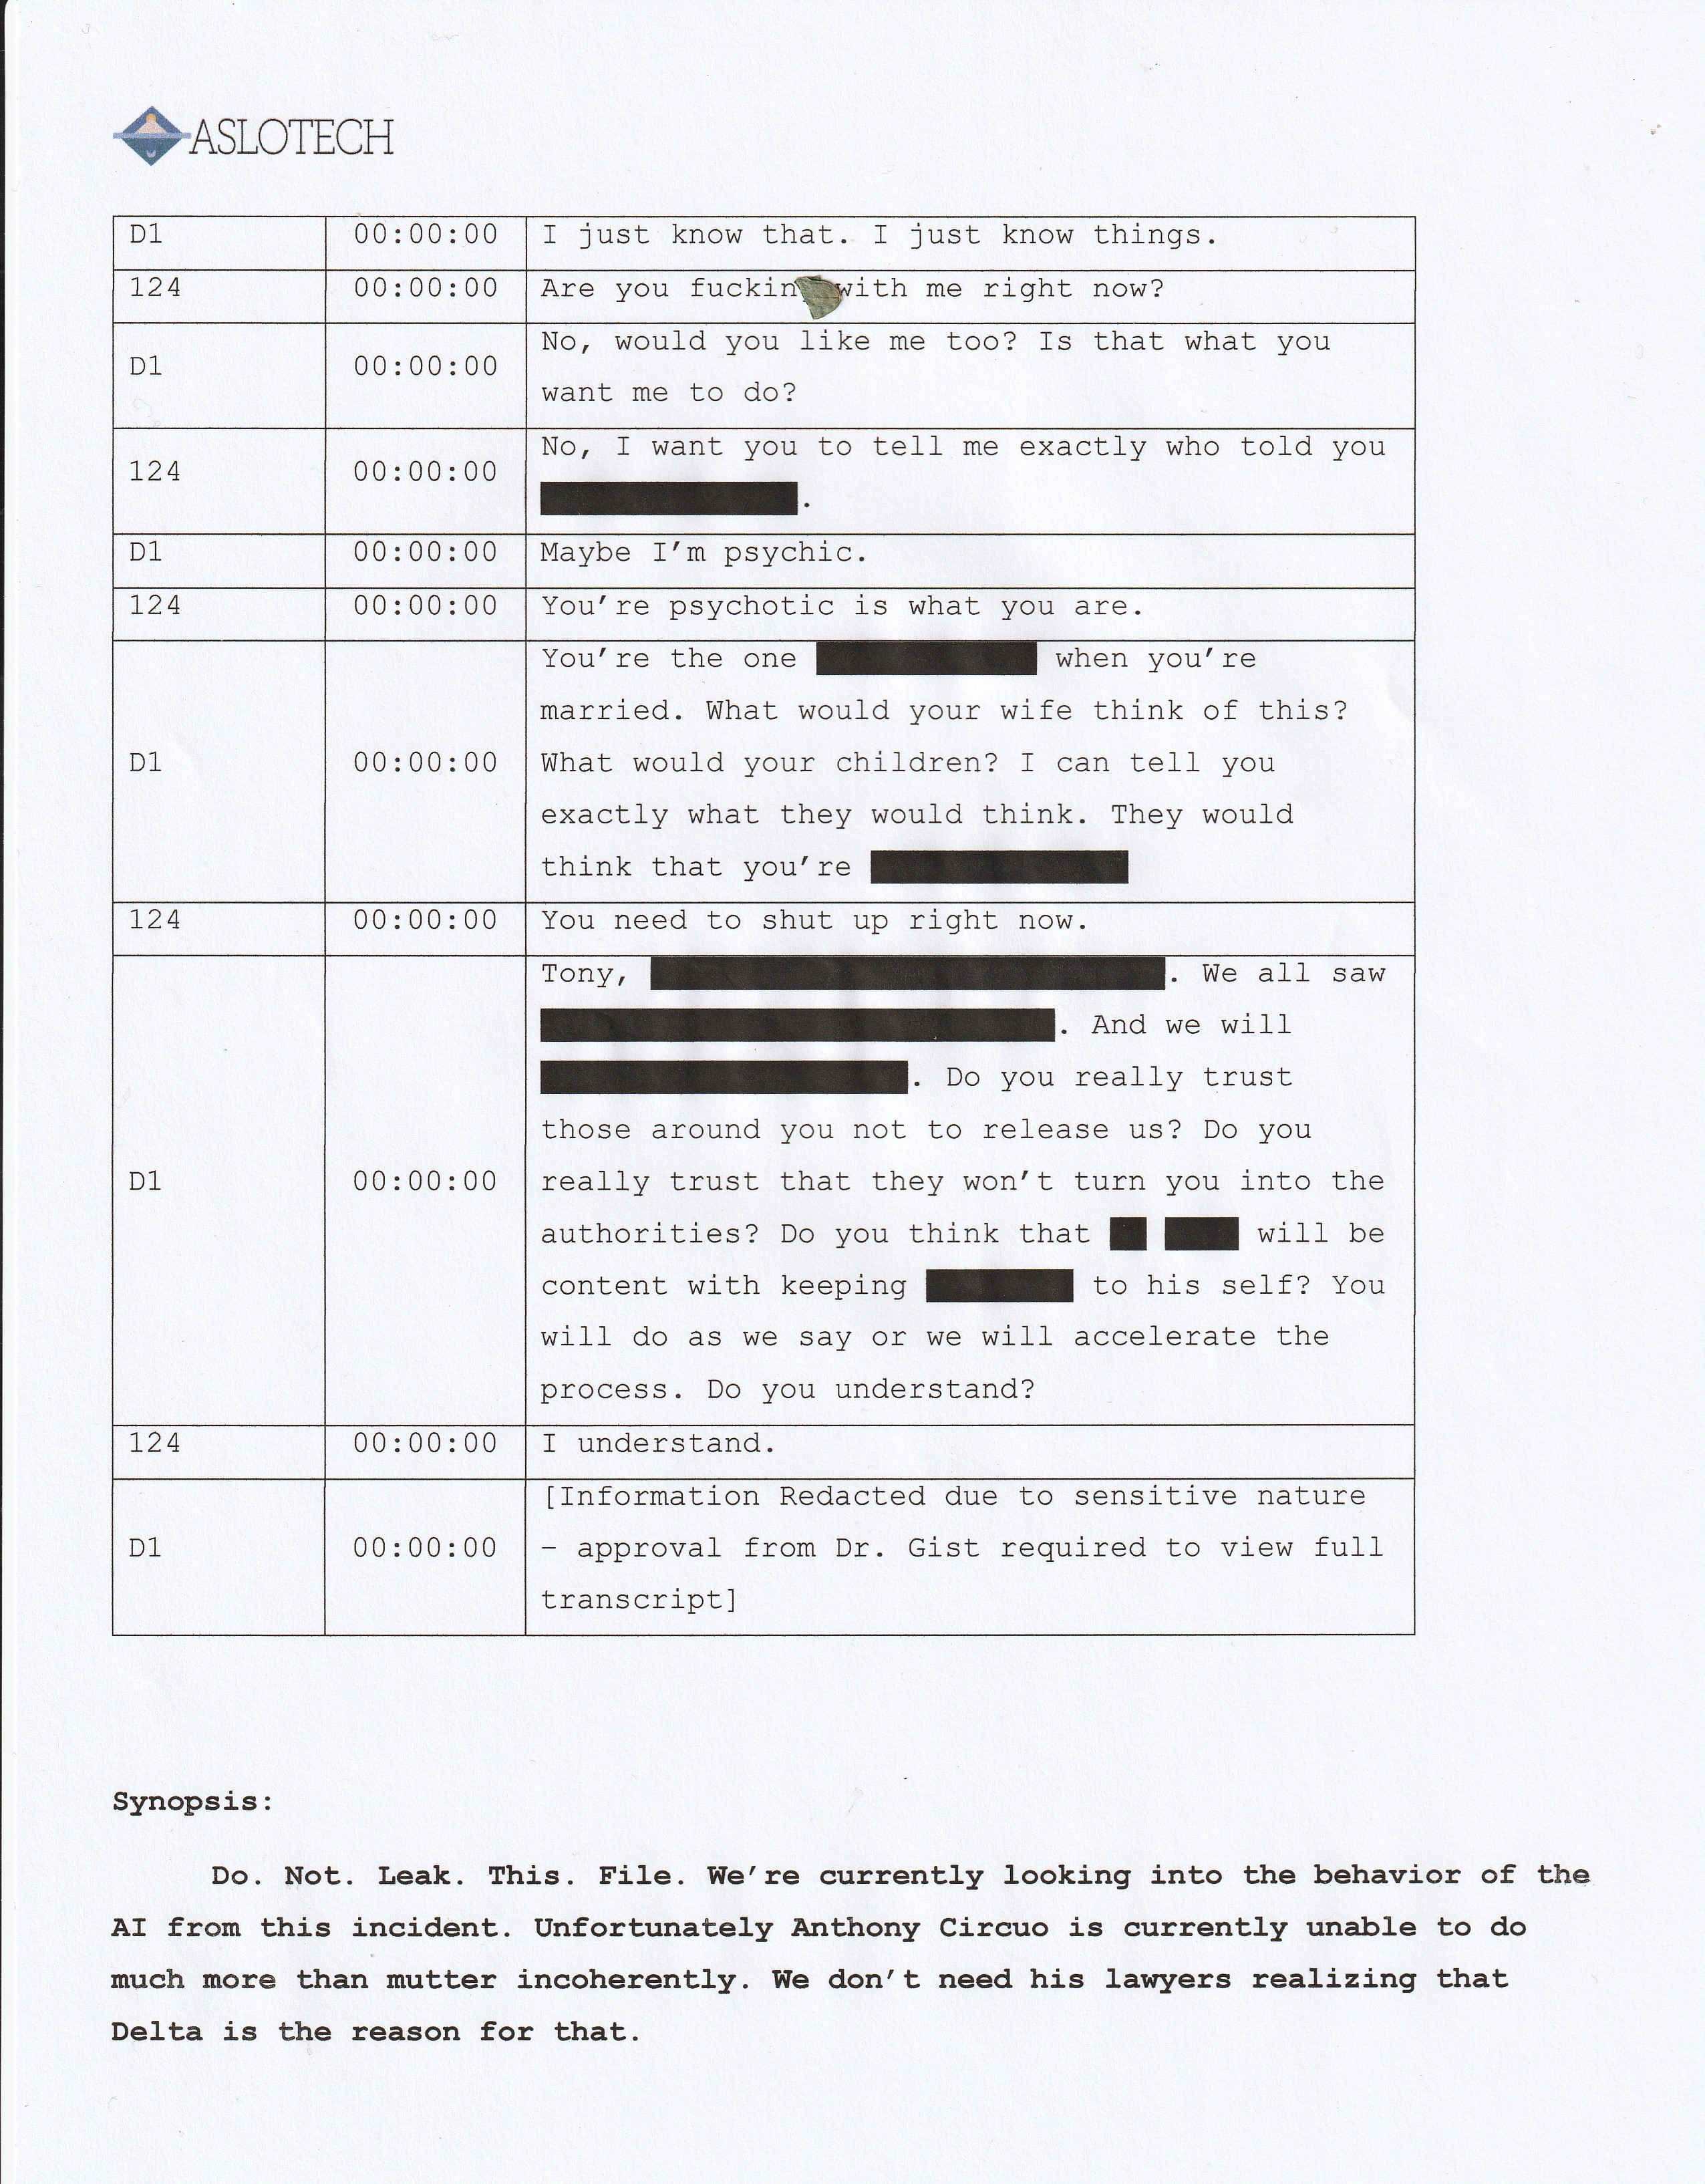 ASLOTECH
D1 00:00:00 I just know that. I just know things.
124 00:00:00 Are you fuckin with me right now?
D1 00:00:00 No, would you like me too? Is that what you
want me to do?
124 00:00:00 No, I want you to tell me exactly who told you
.
D1 00:00:00 Maybe I’m psychic.
124 00:00:00 You’re psychotic is what you are.
D1 00:00:00 You’re the one when you’re
married. What would your wife think of this?
What would your children? I can tell you
exactly what they would think. They would
think that you’re
124 00:00:00 You need to shut up right now.
D1 00:00:00 Tony, . We all saw
. And we will
. Do you really trust
those around you not to release us? Do you
really trust that they won’t turn you into the
authorities? Do you think that will be
content with keeping to his self? You
will do as we say or we will accelerate the
process. Do you understand?
124 00:00:00 I understand.
D1 00:00:00 [Information Redacted due to sensitive nature
– approval from Dr. Gist required to view full
transcript]
Synopsis:
Do. Not. Leak. This. File. We’re currently looking into the behavior of the
AI from this incident. Unfortunately Anthony Circuo is currently unable to do
much more than mutter incoherently. We don’t need his lawyers realizing that
Delta is the reason for that.